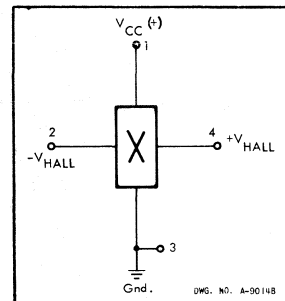 VCC (+)
1
2
-VHALL
X
4
+VHALL
3
Gnd.
DWG. NO. A-9014B